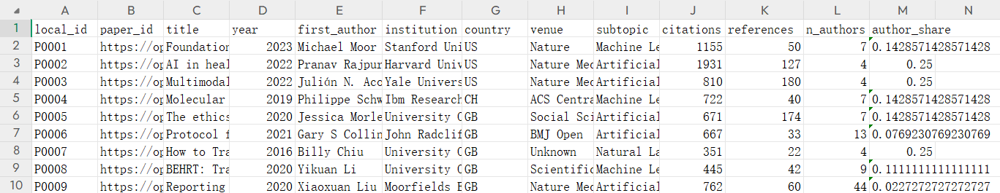 A B C D E F G H I J K L M N
1 local_id paper_id title year first_author institution country venue subtopic citations references n_authors author_share
2 P0001 https://op Foundation 2023 Michael Moor Stanford Uni US Nature Machine Le 1155 50 7 0.1428571428571428
3 P0002 https://op AI in heal 2022 Pranav Rajpur Harvard Univ US Nature Med Artificial 1931 127 4 0.25
4 P0003 https://op Multimodal 2022 Julián N. Acc Yale Univers US Nature Med Artificial 810 180 4 0.25
5 P0004 https://op Molecular 2019 Philippe Schw Ibm Research CH ACS Centra Machine Le 722 40 7 0.1428571428571428
6 P0005 https://op The ethics 2020 Jessica Morle University C GB Social Sci Artificial 671 174 7 0.1428571428571428
7 P0006 https://op Protocol f 2021 Gary S Collin John Radclif GB BMJ Open Artificial 667 33 13 0.0769230769230769
8 P0007 https://op How to Tra 2016 Billy Chiu University C GB Unknown Natural La 351 22 4 0.25
9 P0008 https://op BEHRT: Tra 2020 Yikuan Li University C GB Scientific Machine Le 445 42 9 0.1111111111111111
10 P0009 https://op Reporting 2020 Xiaoxuan Liu Moorfields E GB Nature Med Artificial 762 60 44 0.0227272727272727